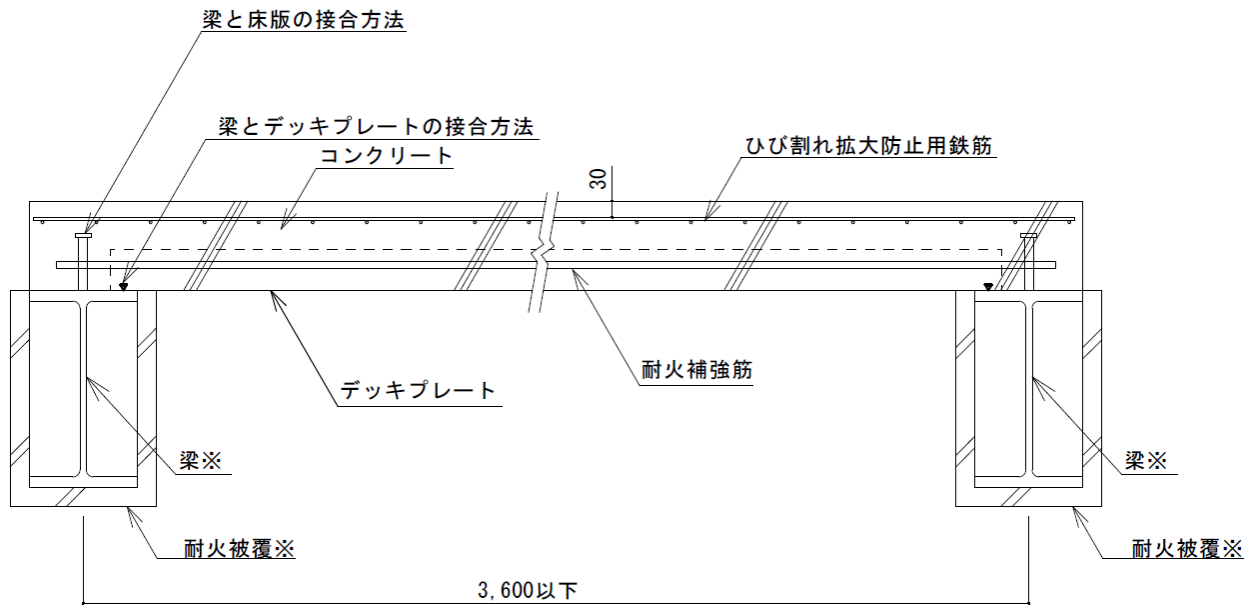 梁と床版の接合方法
梁とデッキプレートの接合方法
コンクリート
ひび割れ拡大防止用鉄筋
30
耐火補強筋
デッキプレート
梁※
梁※
耐火被覆※
耐火被覆※
3,600以下